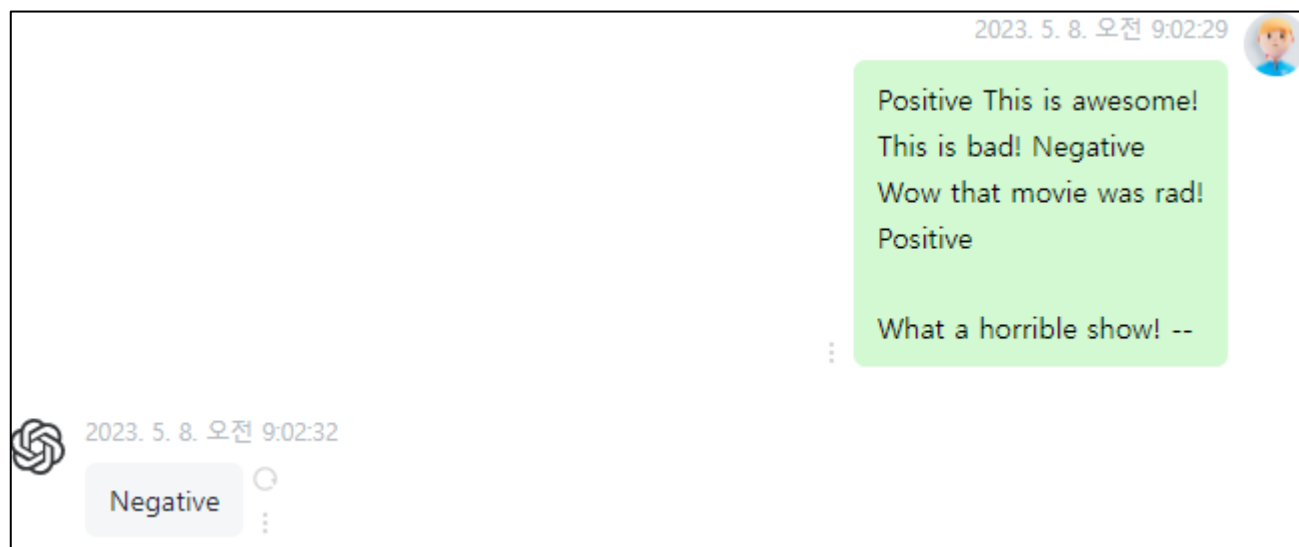 2023. 5. 8. 오전 9:02:29
Positive This is awesome!
This is bad! Negative
Wow that movie was rad!
Positive
What a horrible show! --
2023. 5. 8. 오전 9:02:32
Negative